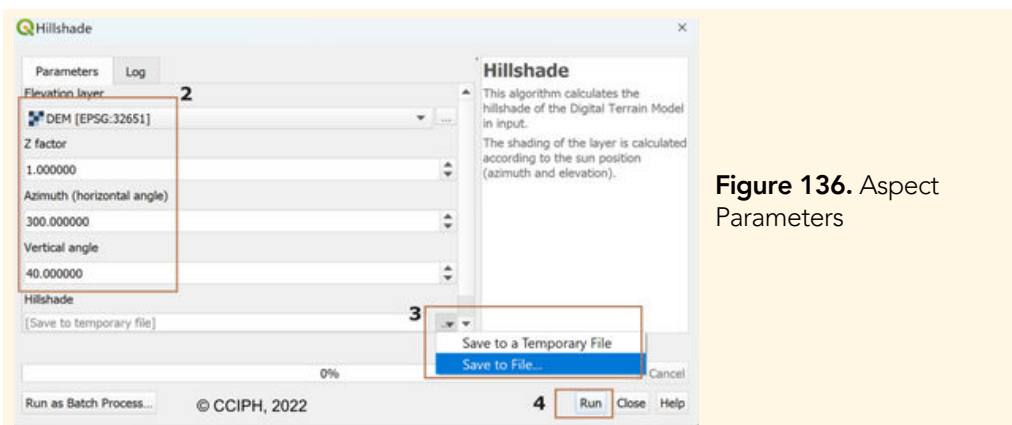 Hillshade
Parameters
Log
Elevation layer
2
DEM [EPSG:32651]
...
Z factor
1.000000
Azimuth (horizontal angle)
300.000000
Vertical angle
40.000000
Hillshade
[Save to temporary file]
3
Save to a Temporary File
Save to File...
0%
Cancel
Run as Batch Process...
© CCIPH, 2022
4
Run
Close
Help
Hillshade
This algorithm calculates the
hillshade of the Digital Terrain Model
in input.
The shading of the layer is calculated
according to the sun position
(azimuth and elevation).
Figure 136. Aspect
Parameters